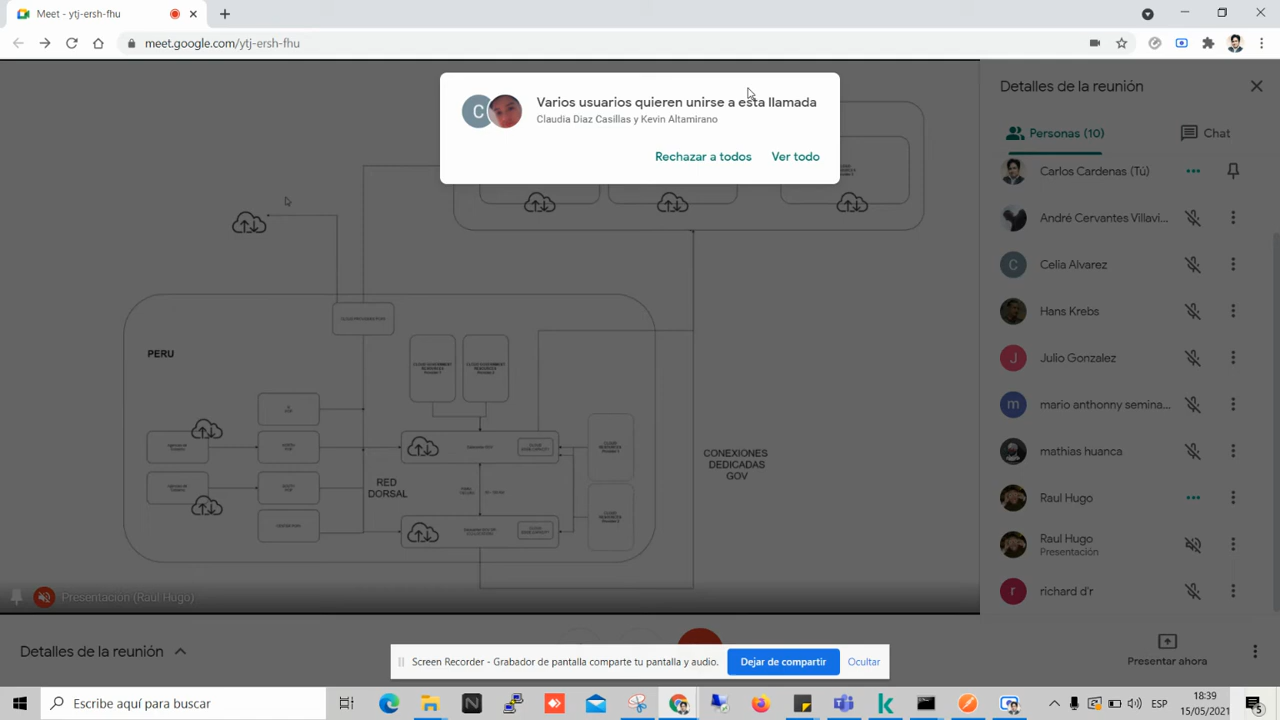 Meet - ytj-ersh-fhu
meet.google.com/ytj-ersh-fhu
Varios usuarios quieren unirse a esta llamada
Claudia Diaz Casillas y Kevin Altamirano
Rechazar a todos
Ver todo
PERU
RED
DORSAL
CONEXIONES
DEDICADAS
GOV
Presentación (Raul Hugo)
Detalles de la reunión
Personas (10)
Chat
Carlos Cardenas (Tú)
André Cervantes Villavi...
C
Celia Alvarez
Hans Krebs
J
Julio Gonzalez
m
mario anthonny semina...
mathias huanca
Raul Hugo
Raul Hugo
Presentación
r
richard d'r
Detalles de la reunión
Presentar ahora
Screen Recorder - Grabador de pantalla comparte tu pantalla y audio.
Dejar de compartir
Ocultar
Escribe aquí para buscar
ESP
18:39
15/05/2021
5